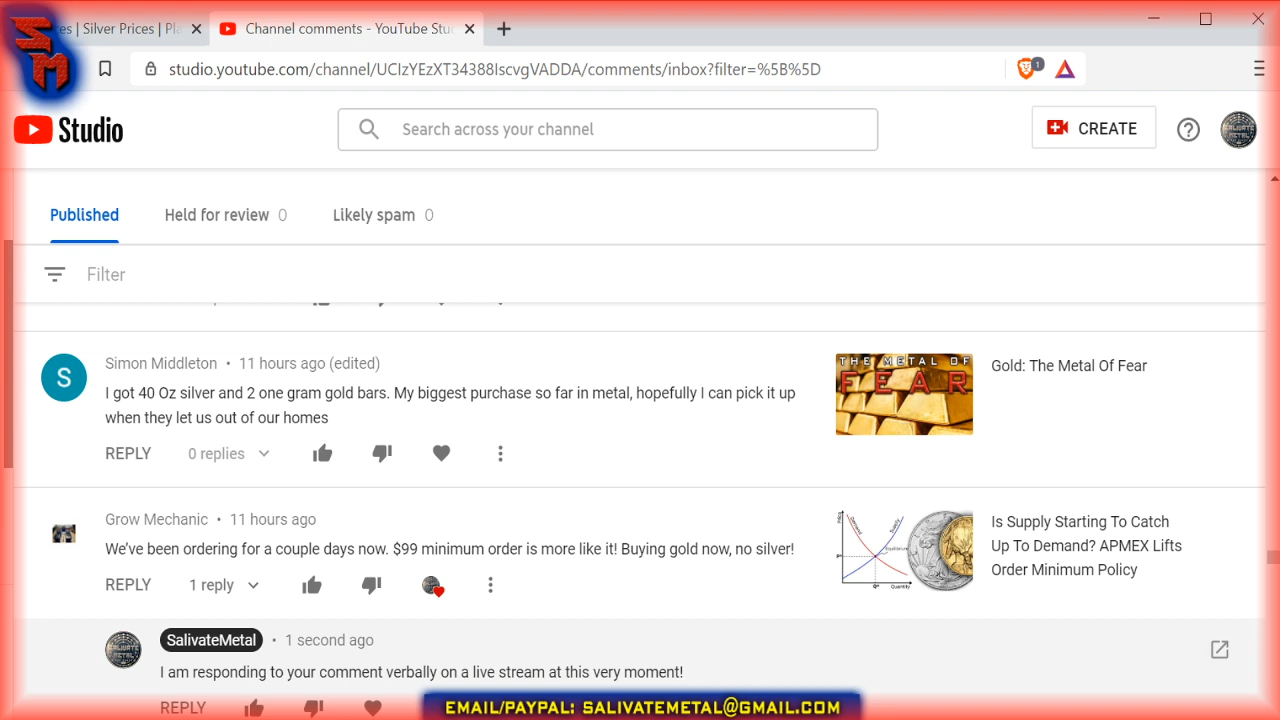 SM
es | Silver Prices | Pla
Channel comments - YouTube Stud
studio.youtube.com/channel/UCIzYEzXT34388IscvgVADDA/comments/inbox?filter=%5B%5D
1
Studio
Search across your channel
CREATE
Published
Held for review 0
Likely spam 0
Filter
Simon Middleton • 11 hours ago (edited)
I got 40 Oz silver and 2 one gram gold bars. My biggest purchase so far in metal, hopefully I can pick it up
when they let us out of our homes
REPLY 0 replies
THE METAL OF
FEAR
Gold: The Metal Of Fear
Grow Mechanic • 11 hours ago
We've been ordering for a couple days now. $99 minimum order is more like it! Buying gold now, no silver!
REPLY 1 reply
Quantity
Is Supply Starting To Catch
Up To Demand? APMEX Lifts
Order Minimum Policy
SalivateMetal • 1 second ago
I am responding to your comment verbally on a live stream at this very moment!
REPLY
EMAIL/PAYPAL: SALIVATEMETAL@GMAIL.COM